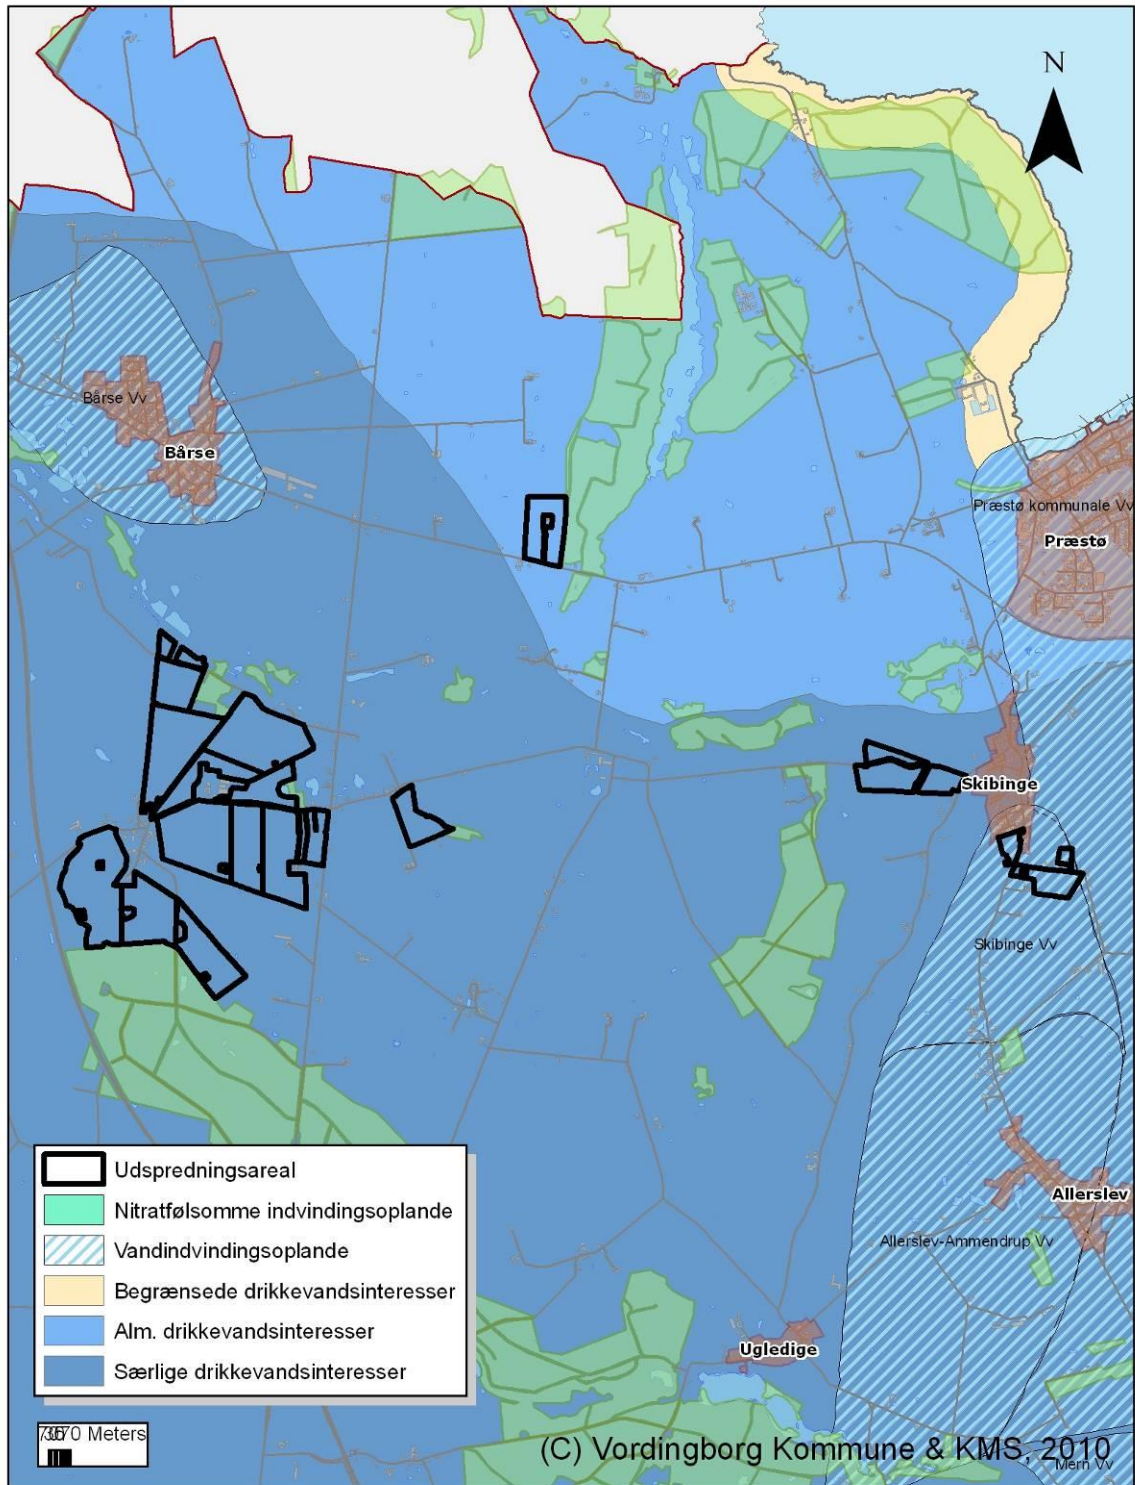 N
Bårse Vv
Bårse
Præstø kommunale Vv
Præstø
Skibinge
Skibinge Vv
Allerslev
Allerslev-Ammendrup Vv
Ugledige
Udspredningsareal
Nitratfølsomme indvindingsoplande
Vandindvindingsoplande
Begrænsede drikkevandsinteresser
Alm. drikkevandsinteresser
Særlige drikkevandsinteresser
Meters
(C) Vordingborg Kommune & KMS, 2010
Mern Vv